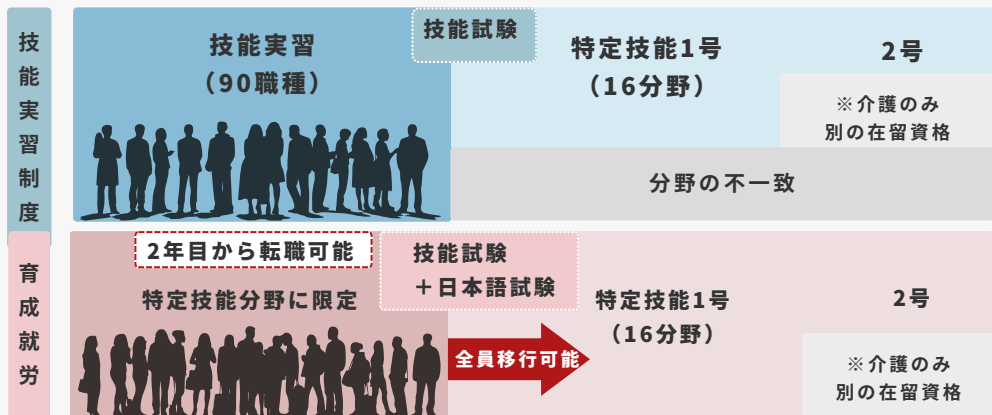 技能実習制度
技能実習
（90職種）
技能試験
特定技能1号
（16分野）
2号
※介護のみ
別の在留資格
分野の不一致
育成就労
2年目から転職可能
特定技能分野に限定
技能試験
＋日本語試験
全員移行可能
特定技能1号
（16分野）
2号
※介護のみ
別の在留資格